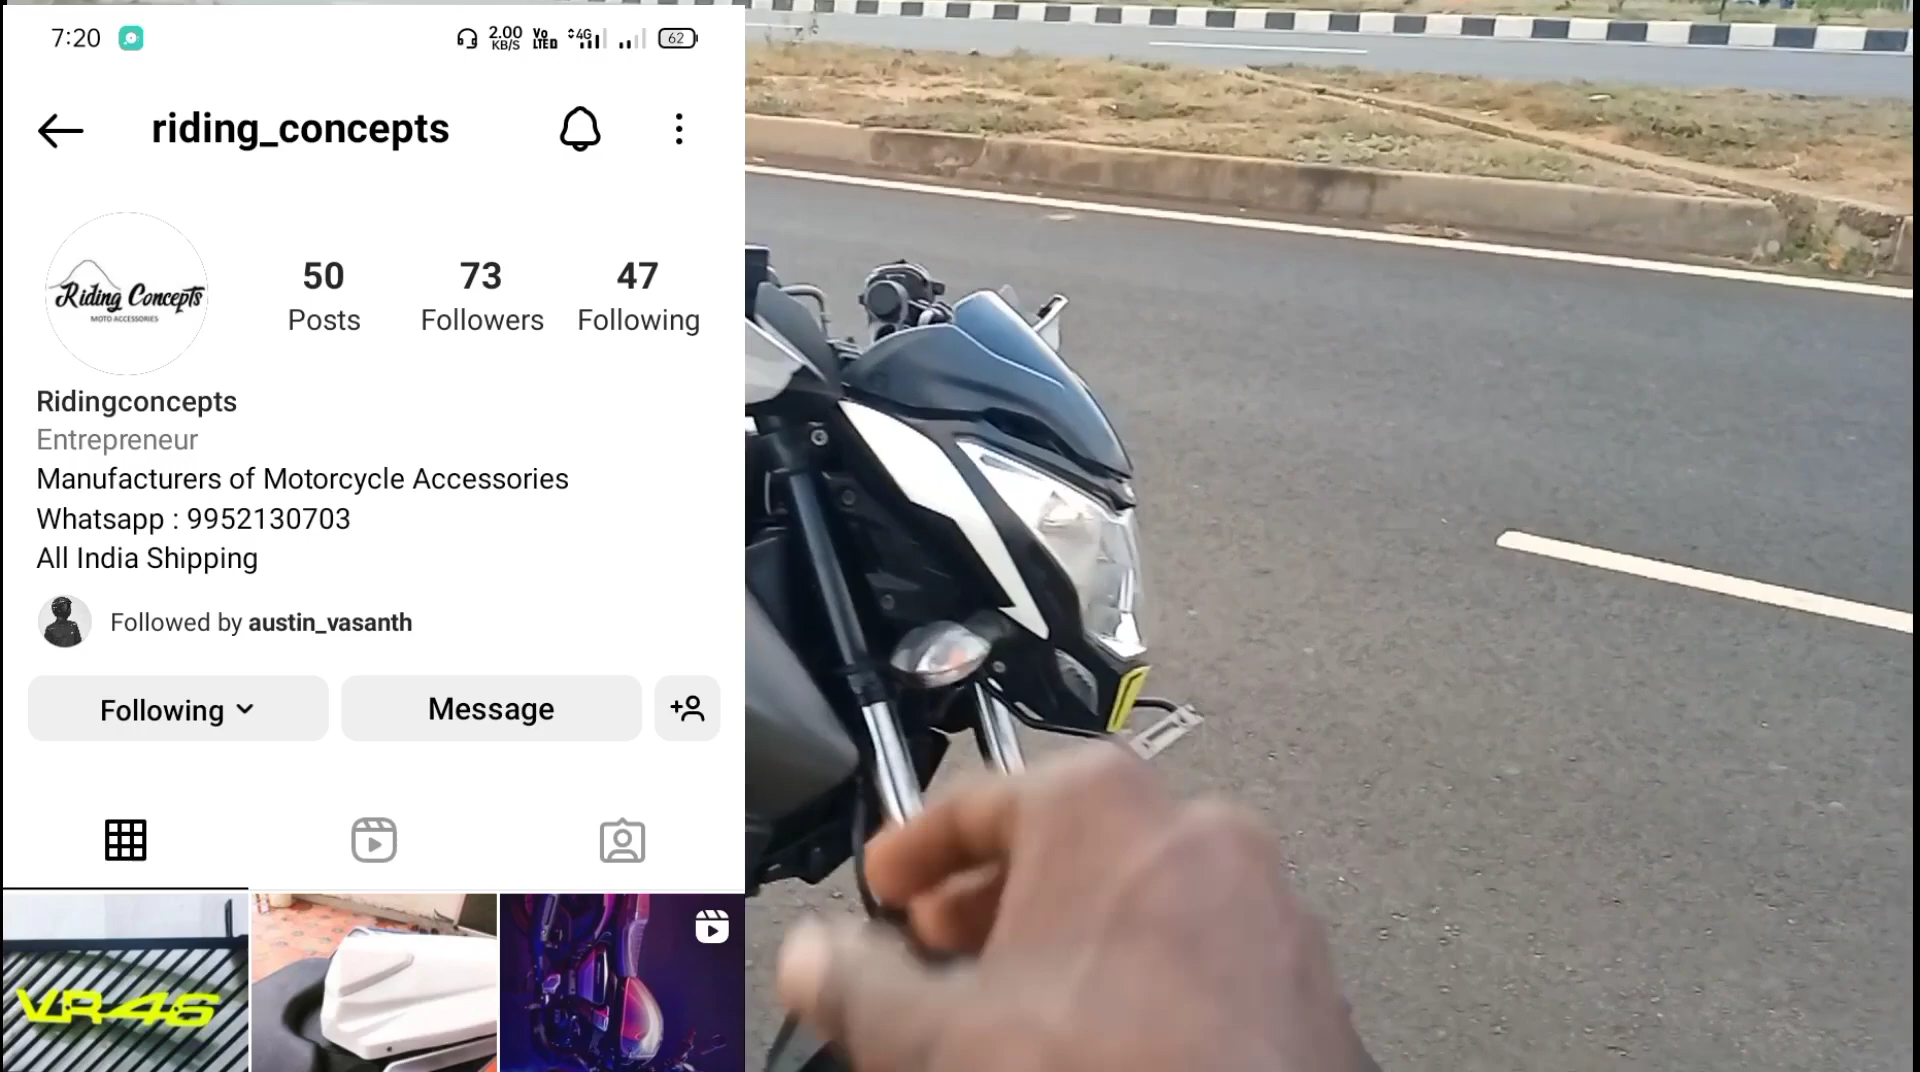 7:20
2.00 KB/S Vo LTE 4G 62
riding_concepts
Riding Concepts
MOTO ACCESSORIES
50 73 47
Posts Followers Following
Ridingconcepts
Entrepreneur
Manufacturers of Motorcycle Accessories
Whatsapp : 9952130703
All India Shipping
Followed by austin_vasanth
Following Message
VR46